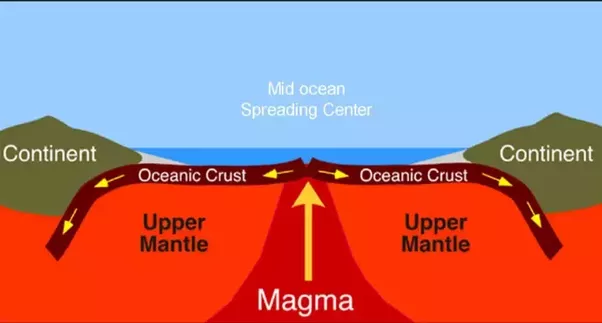 Mid ocean
Spreading Center
Continent
Continent
Oceanic Crust
Oceanic Crust
Upper
Mantle
Upper
Mantle
Magma